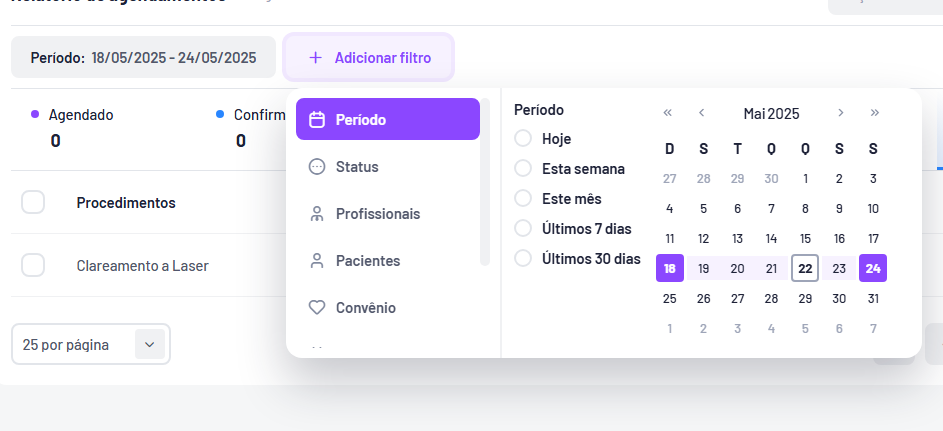 Relatório de agendamentos
Período: 18/05/2025 - 24/05/2025
Adicionar filtro
Agendado
0
Confirm
0
Procedimentos
Clareamento a Laser
25 por página
Período
Status
Profissionais
Pacientes
Convênio
Período
Hoje
Esta semana
Este mês
Últimos 7 dias
Últimos 30 dias
« ‹ Mai 2025 › »
D S T Q Q S S
27 28 29 30 1 2 3
4 5 6 7 8 9 10
11 12 13 14 15 16 17
18 19 20 21 22 23 24
25 26 27 28 29 30 31
1 2 3 4 5 6 7